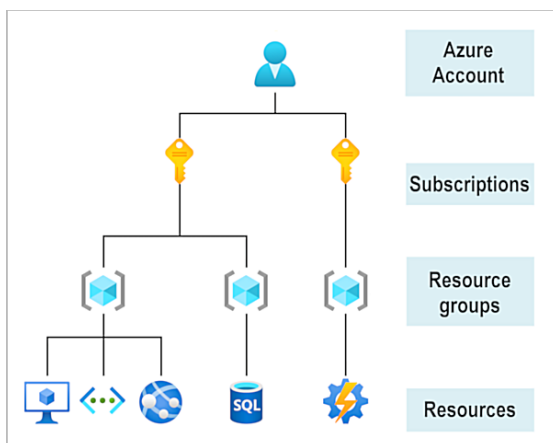 Azure
Account
Subscriptions
Resource
groups
SQL
Resources